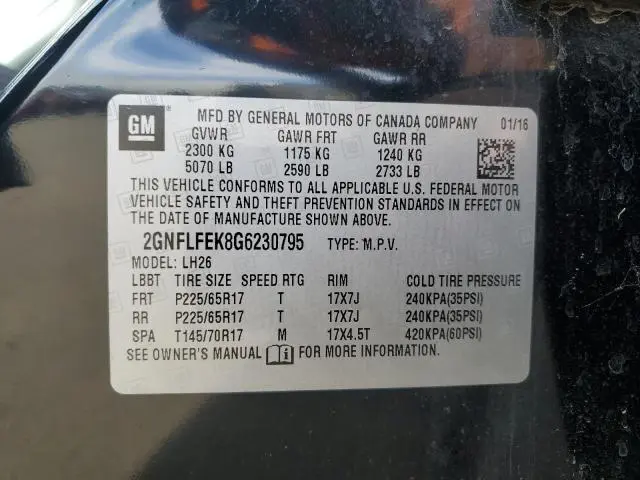 GM
MFD BY GENERAL MOTORS OF CANADA COMPANY 01/16
GVWR GAWR FRT GAWR RR
2300 KG 1175 KG 1240 KG
5070 LB 2590 LB 2733 LB
THIS VEHICLE CONFORMS TO ALL APPLICABLE U.S. FEDERAL MOTOR
VEHICLE SAFETY AND THEFT PREVENTION STANDARDS IN EFFECT ON
THE DATE OF MANUFACTURE SHOWN ABOVE.
2GNFLFEK8G6230795 TYPE: M.P.V.
MODEL: LH26
LBBT TIRE SIZE SPEED RTG RIM COLD TIRE PRESSURE
FRT P225/65R17 T 17X7J 240KPA(35PSI)
RR P225/65R17 T 17X7J 240KPA(35PSI)
SPA T145/70R17 M 17X4.5T 420KPA(60PSI)
SEE OWNER'S MANUAL FOR MORE INFORMATION.